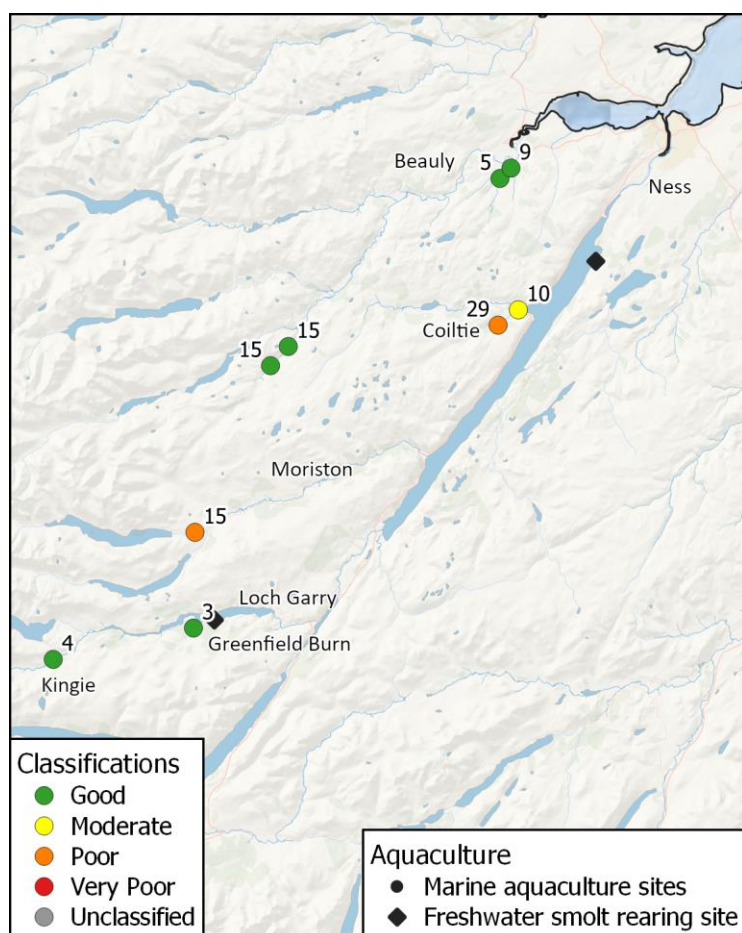 9
Beauly 5
Ness
10
29
Coiltie
15
15
Moriston
15
Loch Garry
3
Greenfield Burn
4
Kingie
Classifications
Good
Moderate
Poor
Very Poor
Unclassified
Aquaculture
Marine aquaculture sites
Freshwater smolt rearing site